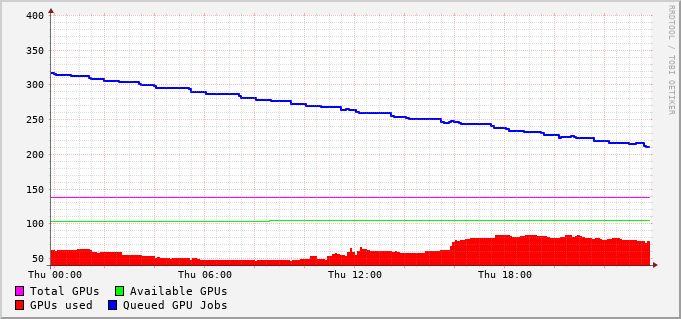 400
350
300
250
200
150
100
50
Thu 00:00 Thu 06:00 Thu 12:00 Thu 18:00
Total GPUs Available GPUs
GPUs used Queued GPU Jobs
RRDTOOL / TOBI OETIKER